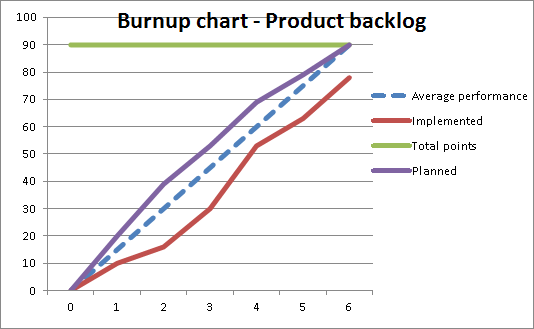 Burnup chart - Product backlog
100
90
80
70
60
50
40
30
20
10
0
0 1 2 3 4 5 6
Average performance
Implemented
Total points
Planned